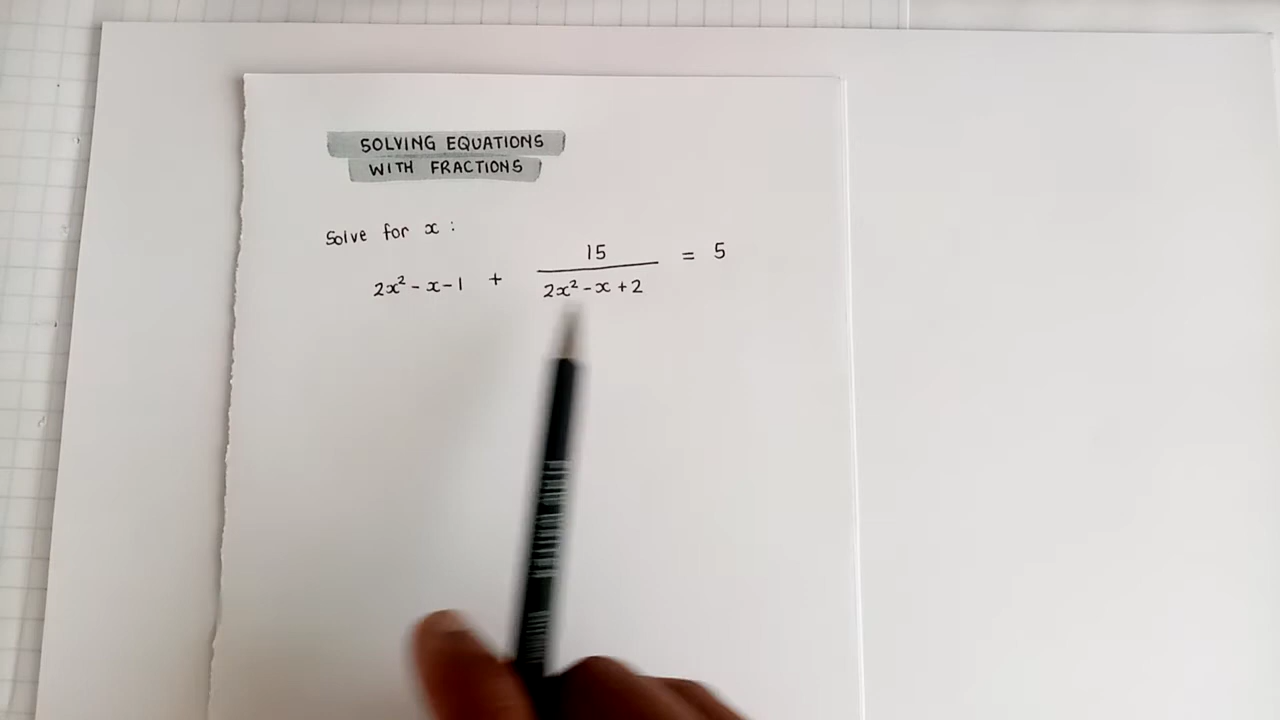 SOLVING EQUATIONS
WITH FRACTIONS
Solve for x :
2x² - x - 1 + 15 / (2x² - x + 2) = 5